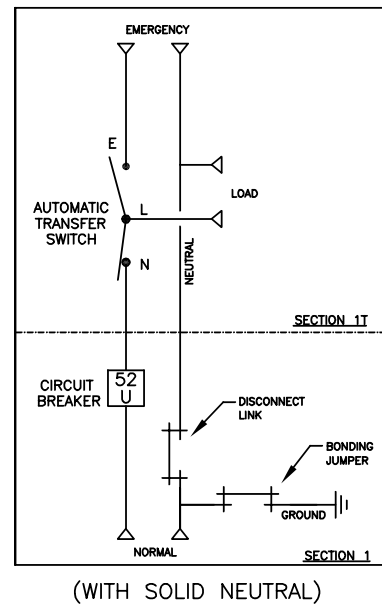 EMERGENCY
E
LOAD
AUTOMATIC
TRANSFER
SWITCH
L
NEUTRAL
N
SECTION 1T
CIRCUIT
BREAKER
52
U
DISCONNECT
LINK
BONDING
JUMPER
GROUND
NORMAL
SECTION 1
(WITH SOLID NEUTRAL)